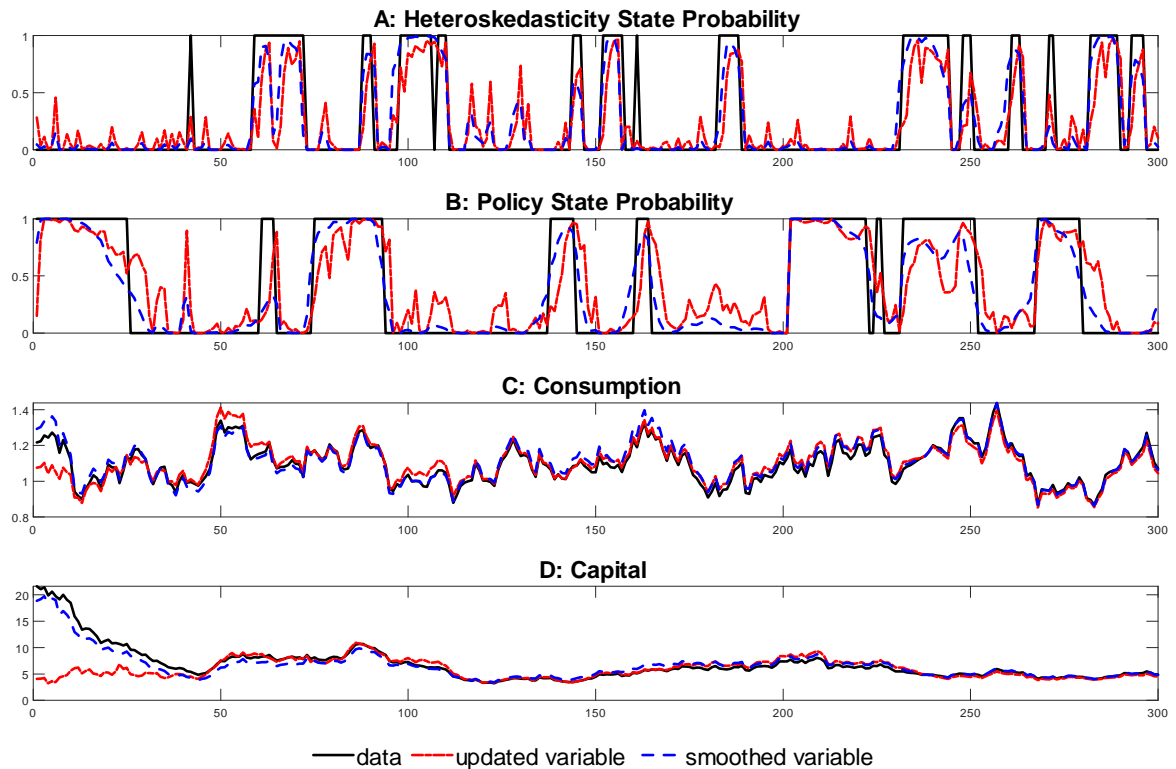 A: Heteroskedasticity State Probability
1
0.5
0
0 50 100 150 200 250 300
B: Policy State Probability
1
0.5
0
0 50 100 150 200 250 300
C: Consumption
1.4
1.2
1.0
0.8
0 50 100 150 200 250 300
D: Capital
20
15
10
5
0
0 50 100 150 200 250 300
data updated variable smoothed variable